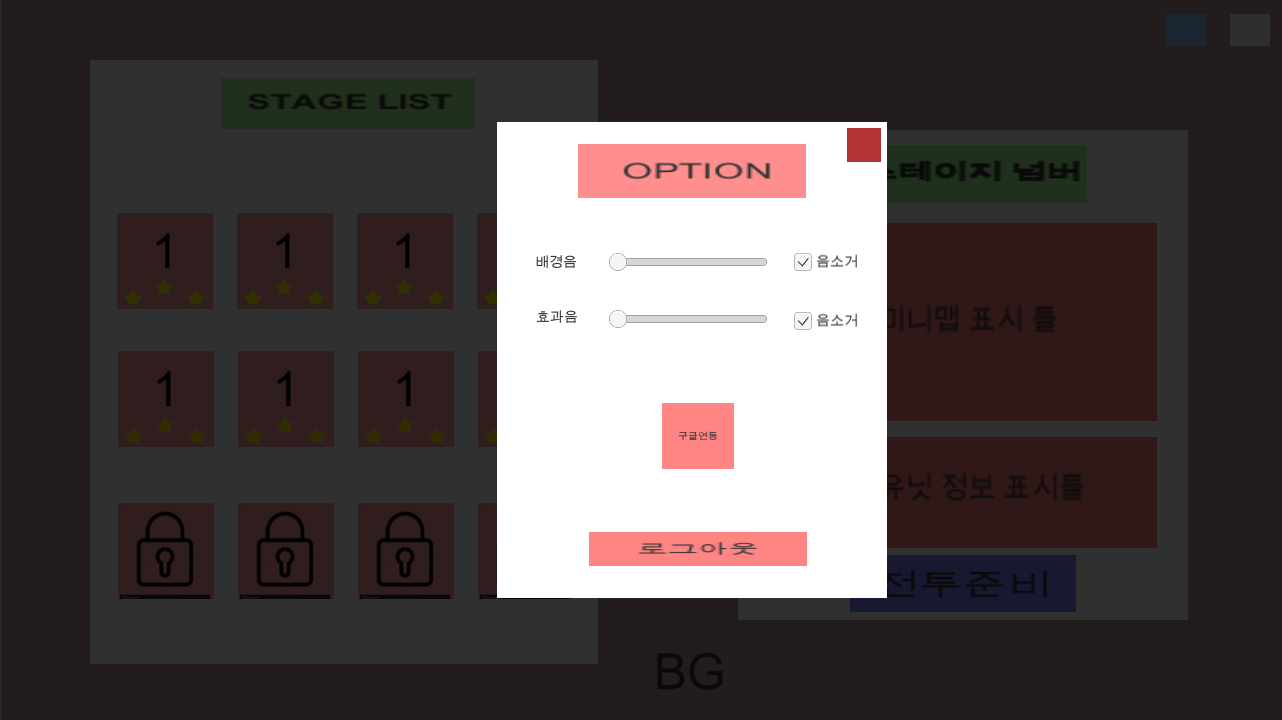 STAGE LIST
OPTION
스테이지 넘버
1
1
1
배경음
음소거
미니맵 표시 틀
효과음
음소거
1
1
1
구글연동
유닛 정보 표시틀
로그아웃
전투준비
BG